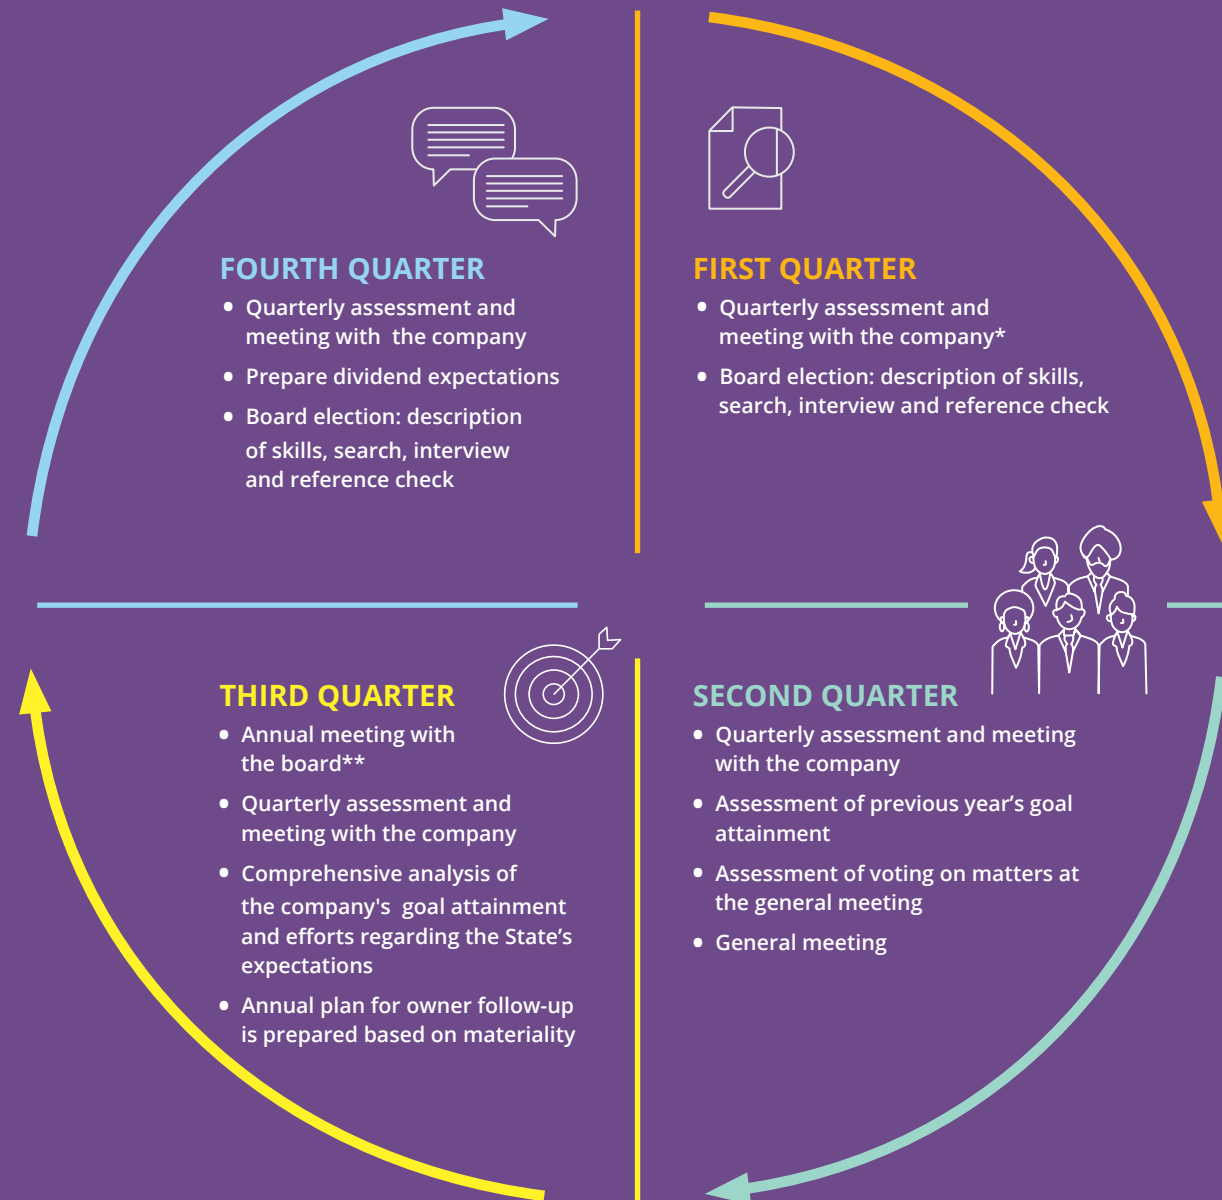 FOURTH QUARTER
• Quarterly assessment and
meeting with the company
• Prepare dividend expectations
• Board election: description
of skills, search, interview
and reference check
FIRST QUARTER
• Quarterly assessment and
meeting with the company*
• Board election: description of skills,
search, interview and reference check
THIRD QUARTER
• Annual meeting with
the board**
• Quarterly assessment and
meeting with the company
• Comprehensive analysis of
the company's goal attainment
and efforts regarding the State’s
expectations
• Annual plan for owner follow-up
is prepared based on materiality
SECOND QUARTER
• Quarterly assessment and meeting
with the company
• Assessment of previous year’s goal
attainment
• Assessment of voting on matters at
the general meeting
• General meeting